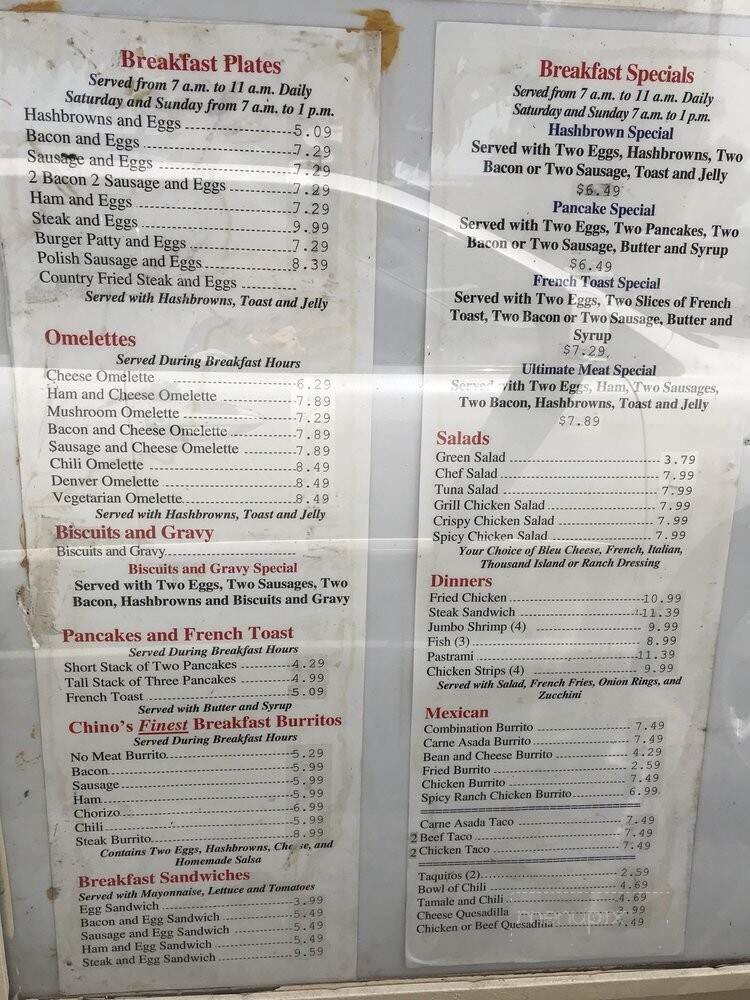 Breakfast Plates
Served from 7 a.m. to 11 a.m. Daily
Saturday and Sunday from 7 a.m. to 1 p.m.
Hashbrowns and Eggs 5.09
Bacon and Eggs 7.29
Sausage and Eggs 7.29
2 Bacon 2 Sausage and Eggs 7.29
Ham and Eggs 7.29
Steak and Eggs 9.99
Burger Patty and Eggs 7.29
Polish Sausage and Eggs 8.39
Country Fried Steak and Eggs
Served with Hashbrowns, Toast and Jelly
Omelettes
Served During Breakfast Hours
Cheese Omelette 6.29
Ham and Cheese Omelette 7.89
Mushroom Omelette 7.29
Bacon and Cheese Omelette 7.89
Sausage and Cheese Omelette 7.89
Chili Omelette 8.49
Denver Omelette 8.49
Vegetarian Omelette 8.49
Served with Hashbrowns, Toast and Jelly
Biscuits and Gravy
Biscuits and Gravy
Biscuits and Gravy Special
Served with Two Eggs, Two Sausages, Two
Bacon, Hashbrowns and Biscuits and Gravy
Pancakes and French Toast
Served During Breakfast Hours
Short Stack of Two Pancakes 4.29
Tall Stack of Three Pancakes 4.99
French Toast 5.09
Served with Butter and Syrup
Chino's Finest Breakfast Burritos
Served During Breakfast Hours
No Meat Burrito 5.29
Bacon 5.99
Sausage 5.99
Ham 5.99
Chorizo 6.99
Chili 5.99
Steak Burrito 8.99
Contains Two Eggs, Hashbrowns, Cheese, and
Homemade Salsa
Breakfast Sandwiches
Served with Mayonnaise, Lettuce and Tomatoes
Egg Sandwich 3.99
Bacon and Egg Sandwich 5.49
Sausage and Egg Sandwich 5.49
Ham and Egg Sandwich 5.49
Steak and Egg Sandwich 9.59
Breakfast Specials
Served from 7 a.m. to 11 a.m. Daily
Saturday and Sunday 7 a.m. to 1 p.m.
Hashbrown Special
Served with Two Eggs, Hashbrowns, Two
Bacon or Two Sausage, Toast and Jelly
$6.49
Pancake Special
Served with Two Eggs, Two Pancakes, Two
Bacon or Two Sausage, Butter and Syrup
$6.49
French Toast Special
Served with Two Eggs, Two Slices of French
Toast, Two Bacon or Two Sausage, Butter and
Syrup
$7.29
Ultimate Meat Special
Served with Two Eggs, Ham, Two Sausages,
Two Bacon, Hashbrowns, Toast and Jelly
$7.89
Salads
Green Salad 3.79
Chef Salad 7.99
Tuna Salad 7.99
Grill Chicken Salad 7.99
Crispy Chicken Salad 7.99
Spicy Chicken Salad 7.99
Your Choice of Bleu Cheese, French, Italian,
Thousand Island or Ranch Dressing
Dinners
Fried Chicken 10.99
Steak Sandwich 11.39
Jumbo Shrimp (4) 9.99
Fish (3) 8.99
Pastrami 11.39
Chicken Strips (4) 9.99
Served with Salad, French Fries, Onion Rings, and
Zucchini
Mexican
Combination Burrito 7.49
Carne Asada Burrito 7.49
Bean and Cheese Burrito 4.29
Fried Burrito 2.59
Chicken Burrito 7.49
Spicy Ranch Chicken Burrito 6.99
Carne Asada Taco 7.49
2 Beef Taco 7.49
2 Chicken Taco 7.49
Taquitos (2) 2.59
Bowl of Chili 4.69
Tamale and Chili 4.69
Cheese Quesadilla
Chicken or Beef Quesadilla
menupix